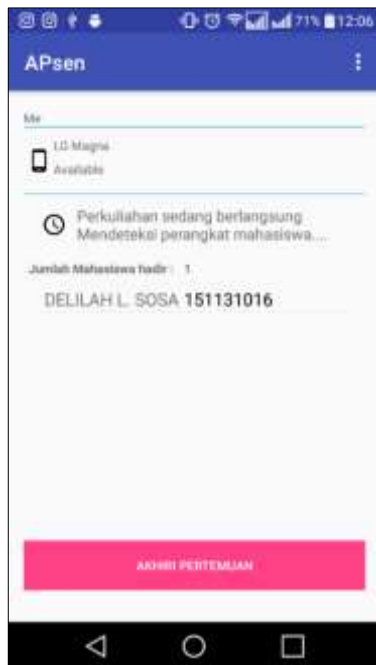 71% 12:06
APsen
Me
LG Magna
Available
Perkuliahan sedang berlangsung
Mendeteksi perangkat mahasiswa....
Jumlah Mahasiswa hadir : 1
DELILAH L. SOSA 151131016
AKHIRI PERTEMUAN